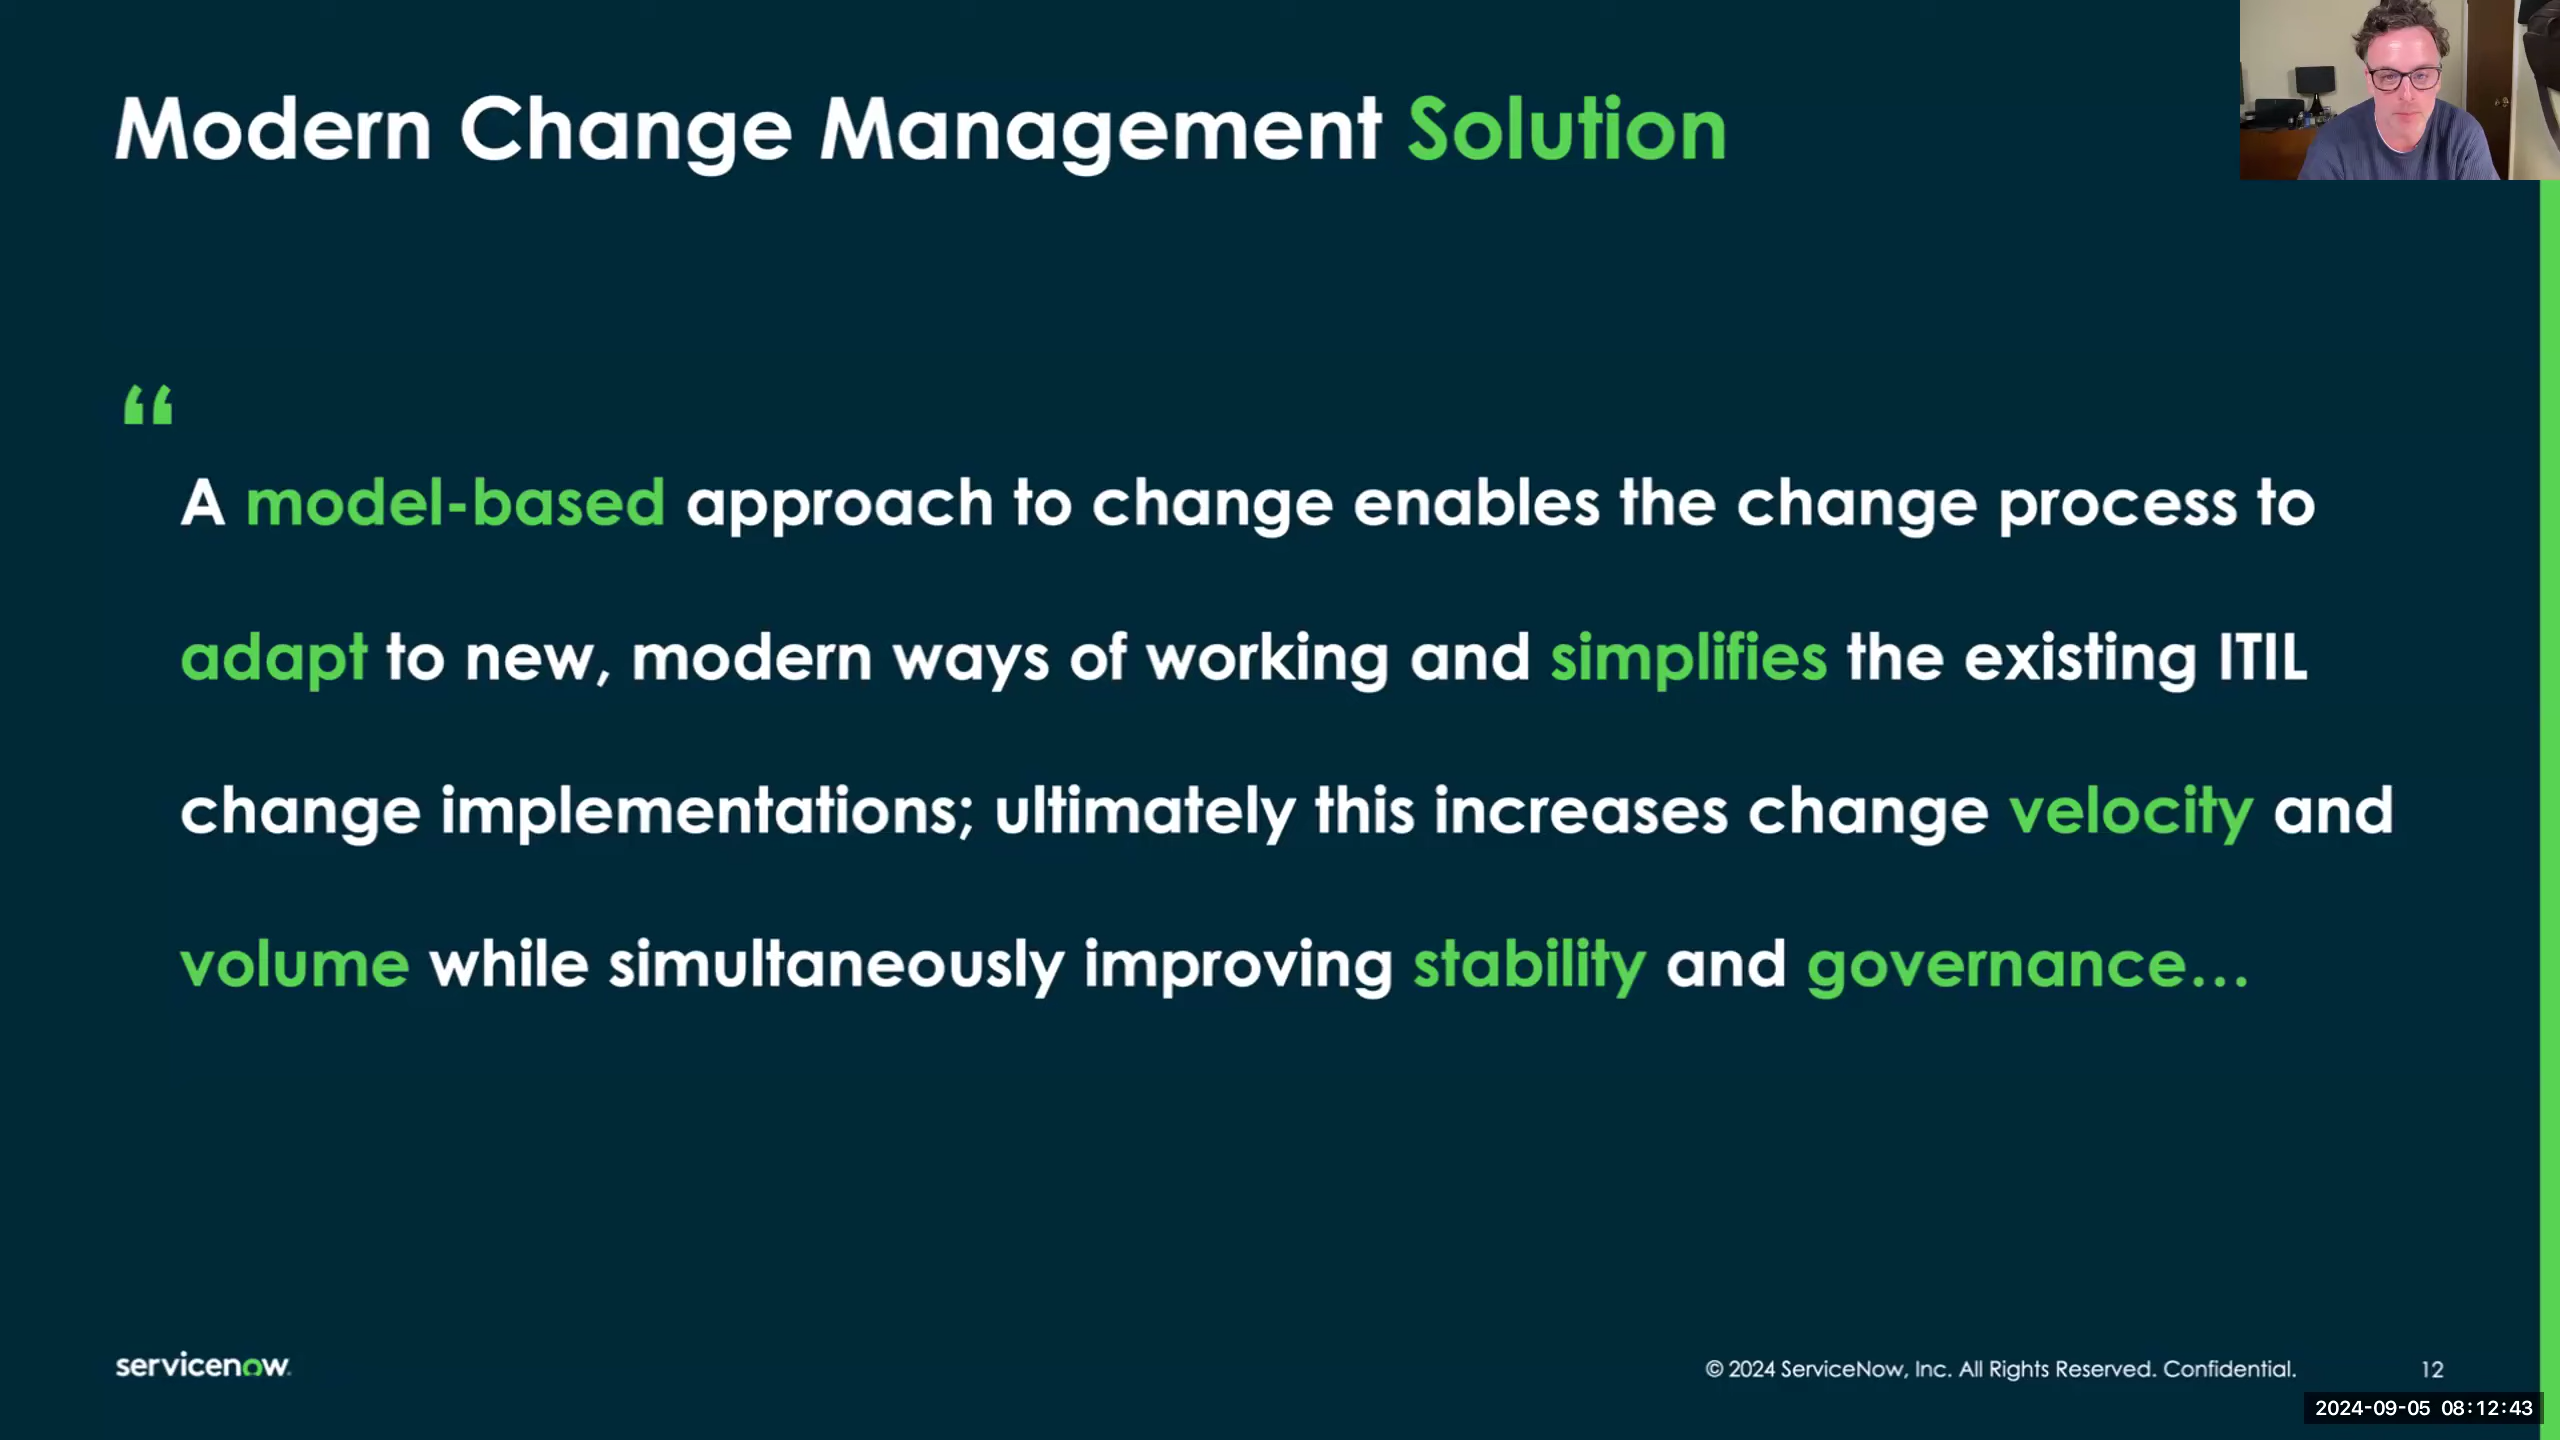 Modern Change Management Solution
“
A model-based approach to change enables the change process to
adapt to new, modern ways of working and simplifies the existing ITIL
change implementations; ultimately this increases change velocity and
volume while simultaneously improving stability and governance…
servicenow
© 2024 ServiceNow, Inc. All Rights Reserved. Confidential.
12
2024-09-05 08:12:43